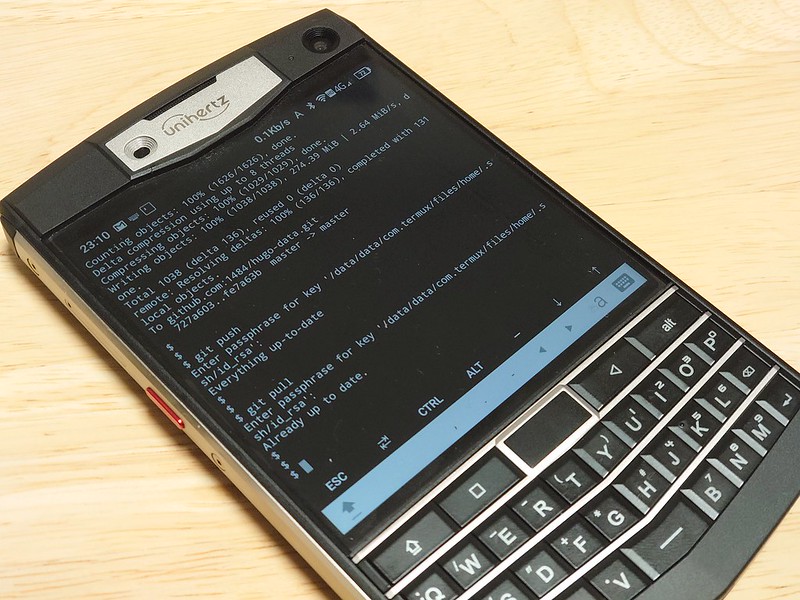 unihertz
23:10 0.1Kb/s 4G
Counting objects: 100% (1626/1626), done.
Delta compression using up to 8 threads
Compressing objects: 100% (1029/1029), done.
Writing objects: 100% (1038/1038), 274.39 MiB | 2.64 MiB/s, d
one.
Total 1038 (delta 136), reused 0 (delta 0)
remote: Resolving deltas: 100% (136/136), completed with 131
local objects.
To github.com:1484/hugo-data.git
727a603..fe7a63b master -> master
$
$
$ git push
Enter passphrase for key '/data/data/com.termux/files/home/.s
sh/id_rsa':
Everything up-to-date
$
$
$ git pull
Enter passphrase for key '/data/data/com.termux/files/home/.s
sh/id_rsa':
Already up to date.
$
$
$
ESC CTRL ALT — ↓ ↑
a
alt
Q W E R T Y U I O P
S D F G H J K L
V B N M